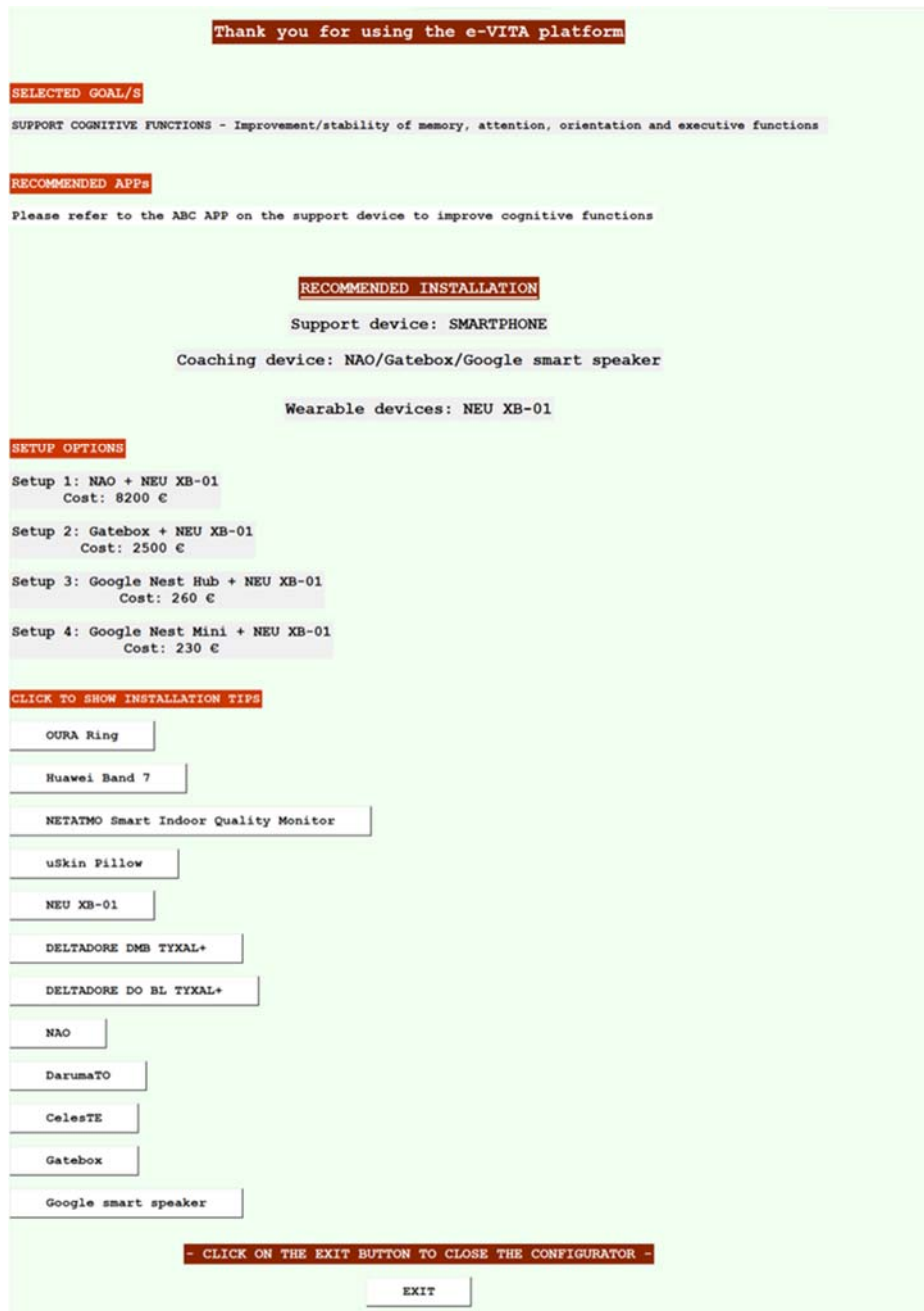 Thank you for using the e-VITA platform
SELECTED GOAL/S
SUPPORT COGNITIVE FUNCTIONS - Improvement/stability of memory, attention, orientation and executive functions
RECOMMENDED APPs
Please refer to the ABC APP on the support device to improve cognitive functions
RECOMMENDED INSTALLATION
Support device: SMARTPHONE
Coaching device: NAO/Gatebox/Google smart speaker
Wearable devices: NEU XB-01
SETUP OPTIONS
Setup 1: NAO + NEU XB-01
Cost: 8200 €
Setup 2: Gatebox + NEU XB-01
Cost: 2500 €
Setup 3: Google Nest Hub + NEU XB-01
Cost: 260 €
Setup 4: Google Nest Mini + NEU XB-01
Cost: 230 €
CLICK TO SHOW INSTALLATION TIPS
OURA Ring
Huawei Band 7
NETATMO Smart Indoor Quality Monitor
uSkin Pillow
NEU XB-01
DELTADORE DMB TYXAL+
DELTADORE DO BL TYXAL+
NAO
DarumaTO
CelesTE
Gatebox
Google smart speaker
- CLICK ON THE EXIT BUTTON TO CLOSE THE CONFIGURATOR -
EXIT